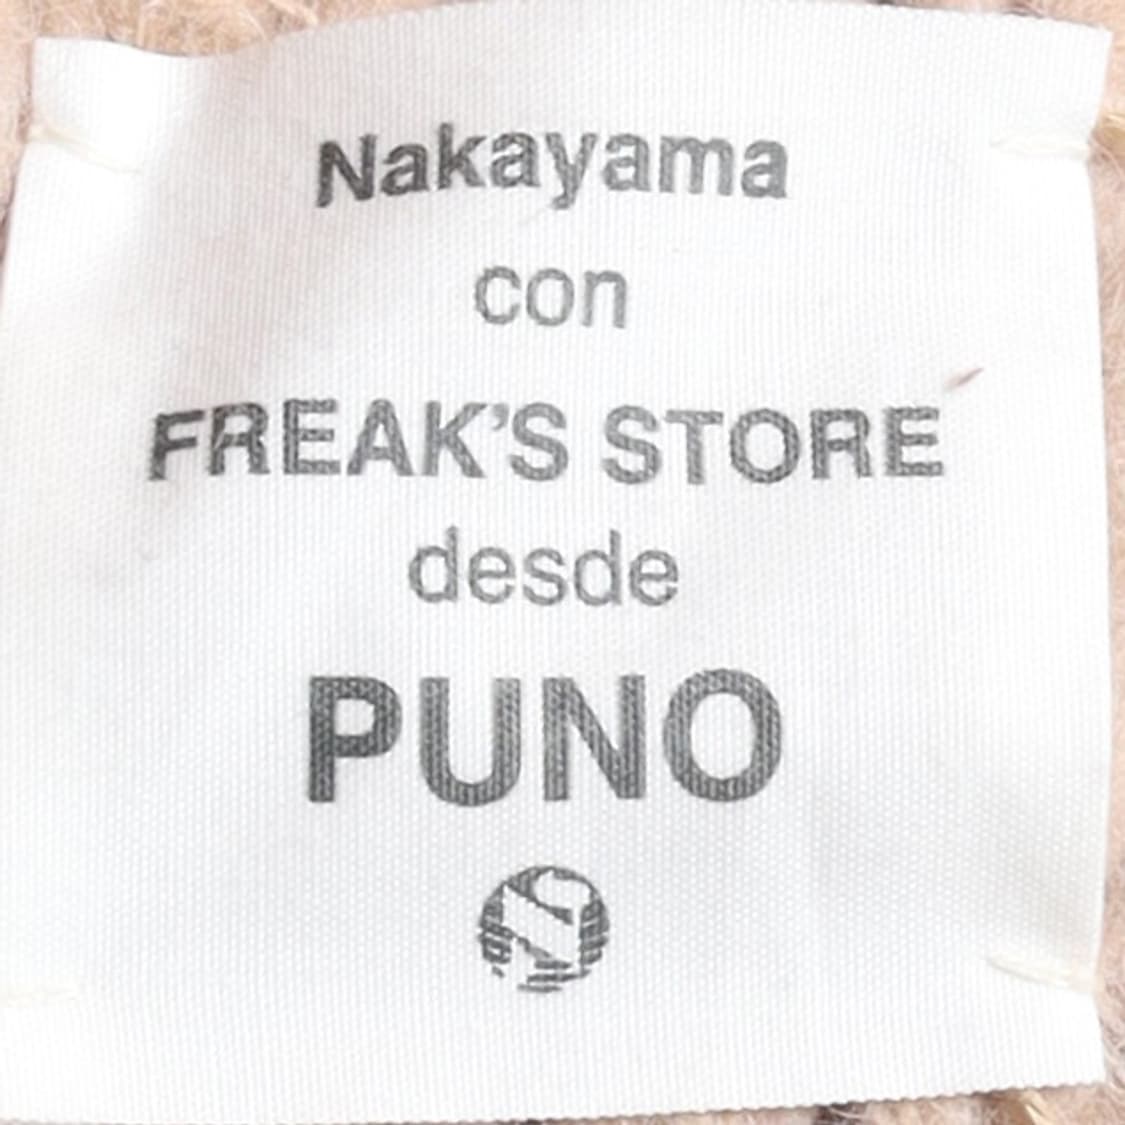 Nakayama
con
FREAK'S STORE
desde
PUNO